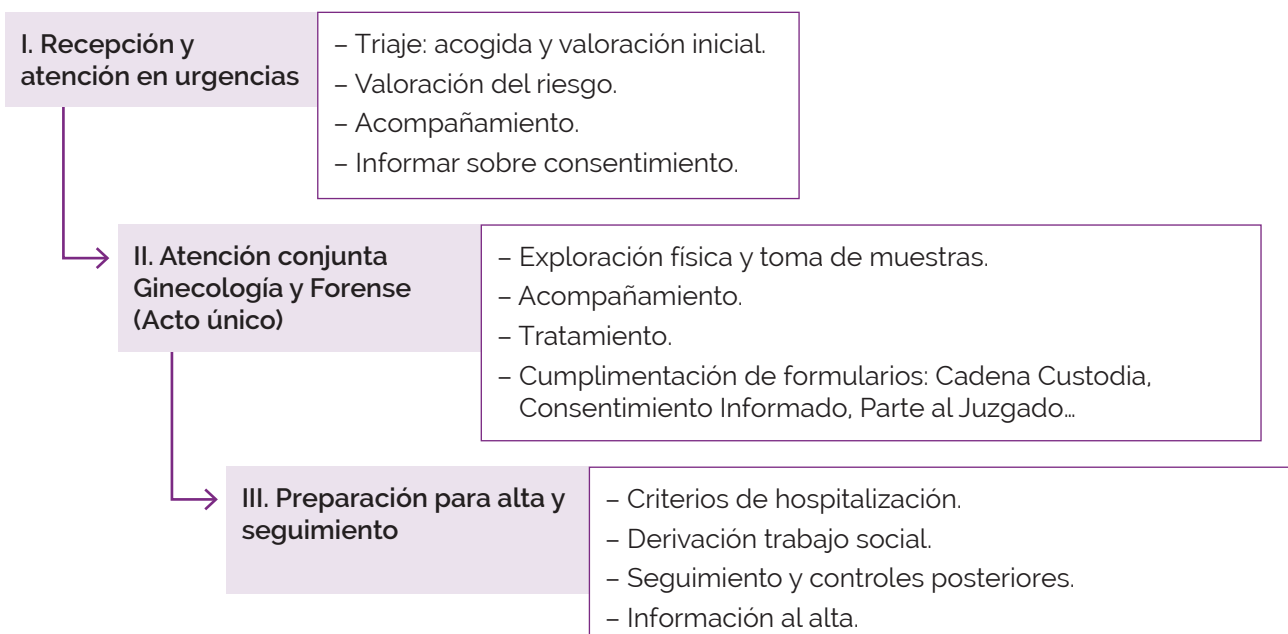 I. Recepción y
atención en urgencias
– Triaje: acogida y valoración inicial.
– Valoración del riesgo.
– Acompañamiento.
– Informar sobre consentimiento.
II. Atención conjunta
Ginecología y Forense
(Acto único)
– Exploración física y toma de muestras.
– Acompañamiento.
– Tratamiento.
– Cumplimentación de formularios: Cadena Custodia,
Consentimiento Informado, Parte al Juzgado…
III. Preparación para alta y
seguimiento
– Criterios de hospitalización.
– Derivación trabajo social.
– Seguimiento y controles posteriores.
– Información al alta.